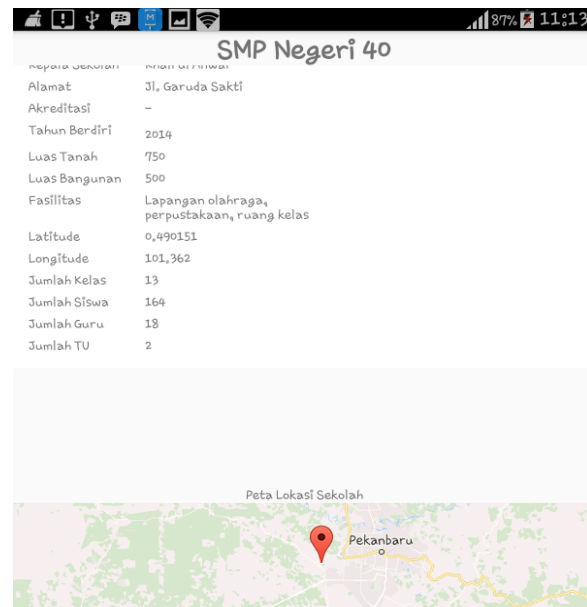 87% 11:13
SMP Negeri 40
Kepala Sekolah
Alamat Jl. Garuda Sakti
Akreditasi -
Tahun Berdiri 2014
Luas Tanah 750
Luas Bangunan 500
Fasilitas Lapangan olahraga,
perpustakaan, ruang kelas
Latitude 0,490151
Longitude 101,362
Jumlah Kelas 13
Jumlah Siswa 164
Jumlah Guru 18
Jumlah TU 2
Peta Lokasi Sekolah
Pekanbaru